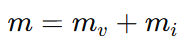 m = m_v + m_i